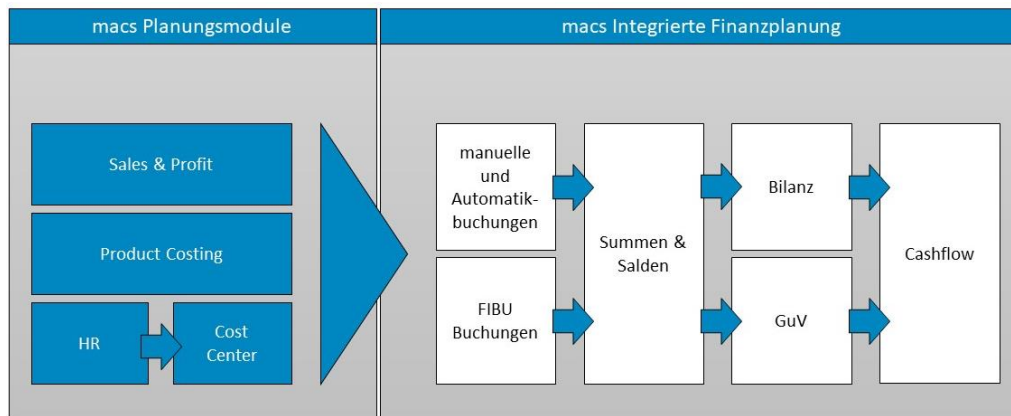 macs Planungsmodule
macs Integrierte Finanzplanung
Sales & Profit
Product Costing
HR
Cost
Center
manuelle
und
Automatik-
buchungen
FIBU
Buchungen
Summen &
Salden
Bilanz
GuV
Cashflow